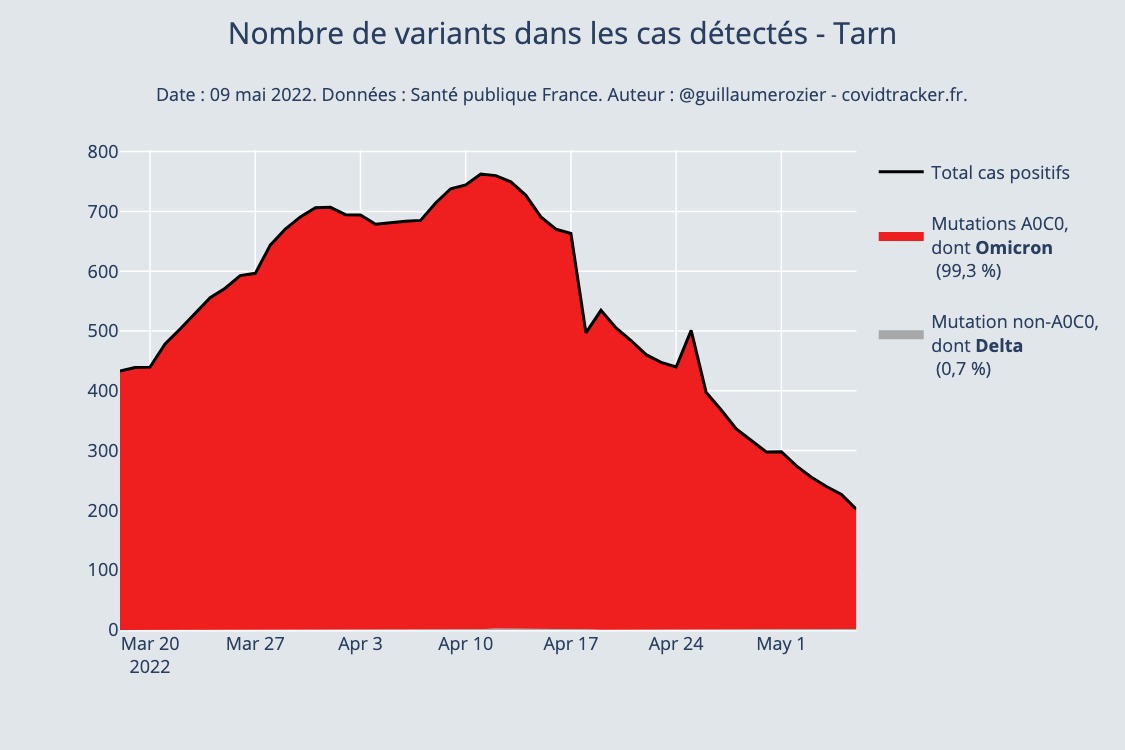 Nombre de variants dans les cas détectés - Tarn
Date : 09 mai 2022. Données : Santé publique France. Auteur : @guillaumerozier - covidtracker.fr.
800
700
600
500
400
300
200
100
0
Mar 20
2022
Mar 27
Apr 3
Apr 10
Apr 17
Apr 24
May 1
Total cas positifs
Mutations A0C0,
dont Omicron
(99,3 %)
Mutation non-A0C0,
dont Delta
(0,7 %)